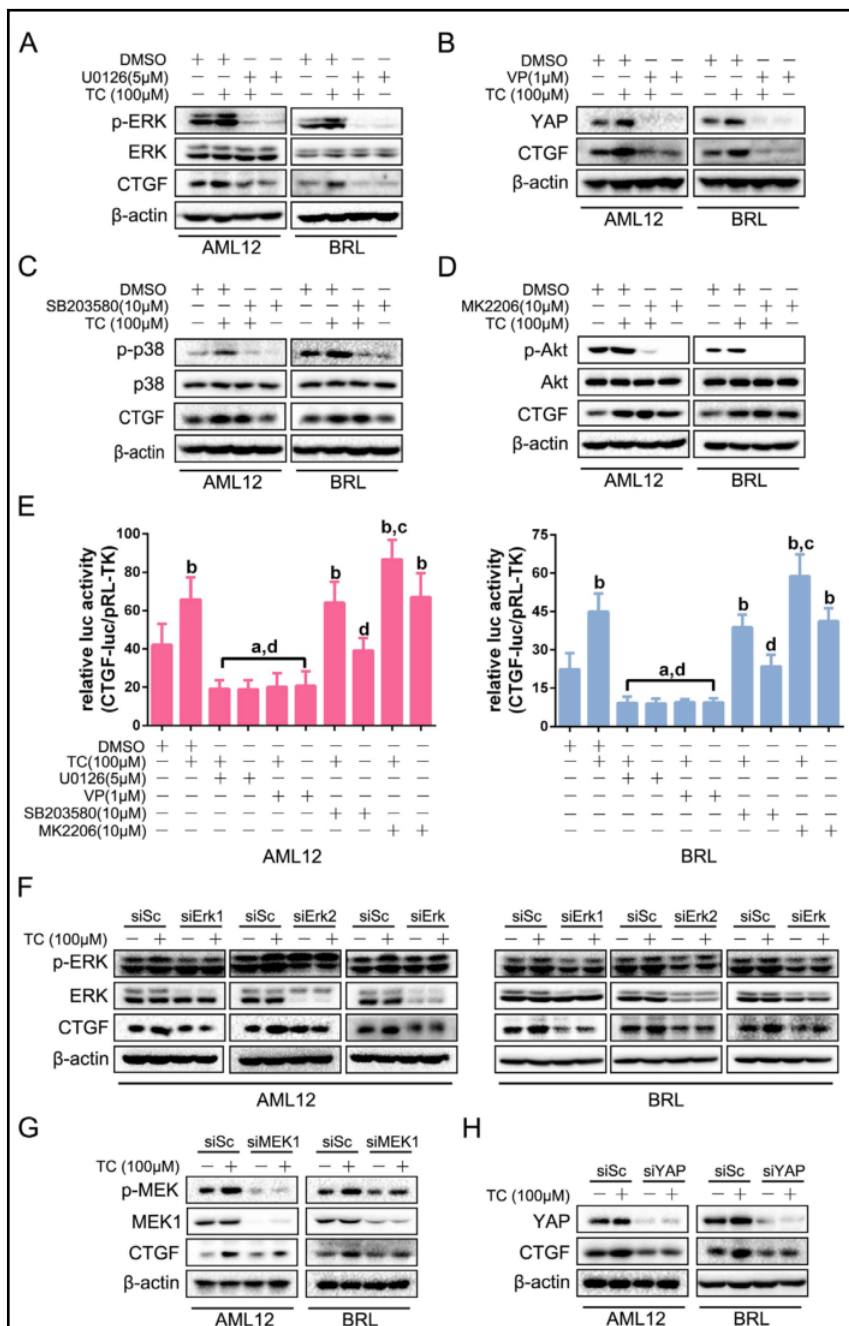 A
DMSO + + − − + + − −
U0126(5μM) − − + + − − + +
TC (100μM) − + + − − + + −
p-ERK
ERK
CTGF
β-actin
AML12 BRL
B
DMSO + + − − + + − −
VP(1μM) − − + + − − + +
TC (100μM) − + + − − + + −
YAP
CTGF
β-actin
AML12 BRL
C
DMSO + + − − + + − −
SB203580(10μM) − − + + − − + +
TC (100μM) − + + − − + + −
p-p38
p38
CTGF
β-actin
AML12 BRL
D
DMSO + + − − + + − −
MK2206(10μM) − − + + − − + +
TC (100μM) − + + − − + + −
p-Akt
Akt
CTGF
β-actin
AML12 BRL
E
relative luc activity
(CTGF-luc/pRL-TK)
100
80
60
40
20
0
b
a,d
b
d
b,c
b
DMSO + + − − − − − − − −
TC(100μM) − + + − + − + − + −
U0126(5μM) − − + + − − − − − −
VP(1μM) − − − − + + − − − −
SB203580(10μM) − − − − − − + + − −
MK2206(10μM) − − − − − − − − + +
AML12
relative luc activity
(CTGF-luc/pRL-TK)
75
60
45
30
15
0
b
a,d
b
d
b,c
b
+ + − − − − − − − −
− + + − + − + − + −
− − + + − − − − − −
− − − − + + − − − −
− − − − − − + + − −
− − − − − − − − + +
BRL
F
siSc siErk1 siSc siErk2 siSc siErk siSc siErk1 siSc siErk2 siSc siErk
TC (100μM) − + − + − + − + − + − + − + − + − + − + − + − +
p-ERK
ERK
CTGF
β-actin
AML12 BRL
G
siSc siMEK1 siSc siMEK1
TC (100μM) − + − + − + − +
p-MEK
MEK1
CTGF
β-actin
AML12 BRL
H
siSc siYAP siSc siYAP
TC (100μM) − + − + − + − +
YAP
CTGF
β-actin
AML12 BRL